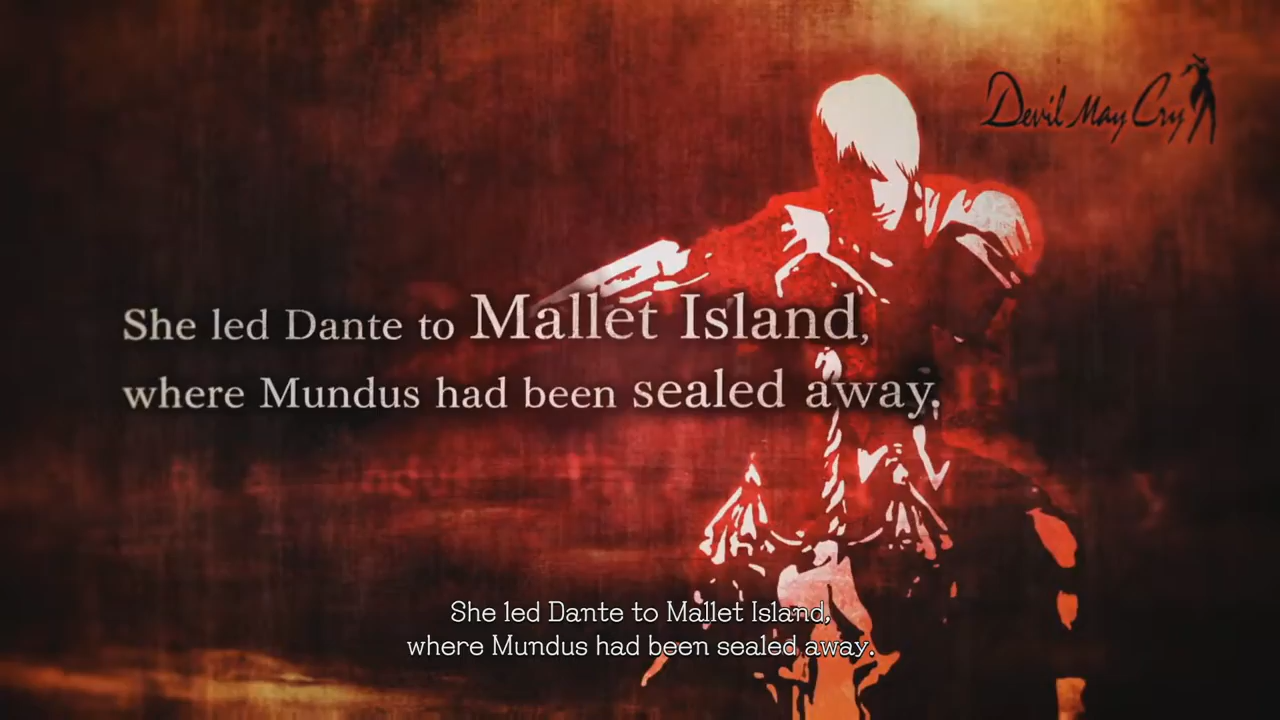 Devil May Cry
She led Dante to Mallet Island,
where Mundus had been sealed away.
She led Dante to Mallet Island,
where Mundus had been sealed away.